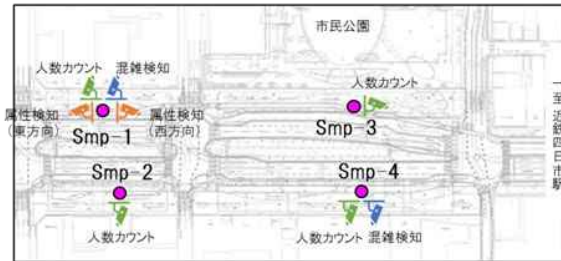 市民公園
人数カウント 混雑検知
人数カウント
属性検知
(東方向)
属性検知
(西方向)
Smp-1
Smp-3
Smp-2
Smp-4
人数カウント
人数カウント 混雑検知
至 近鉄四日市駅